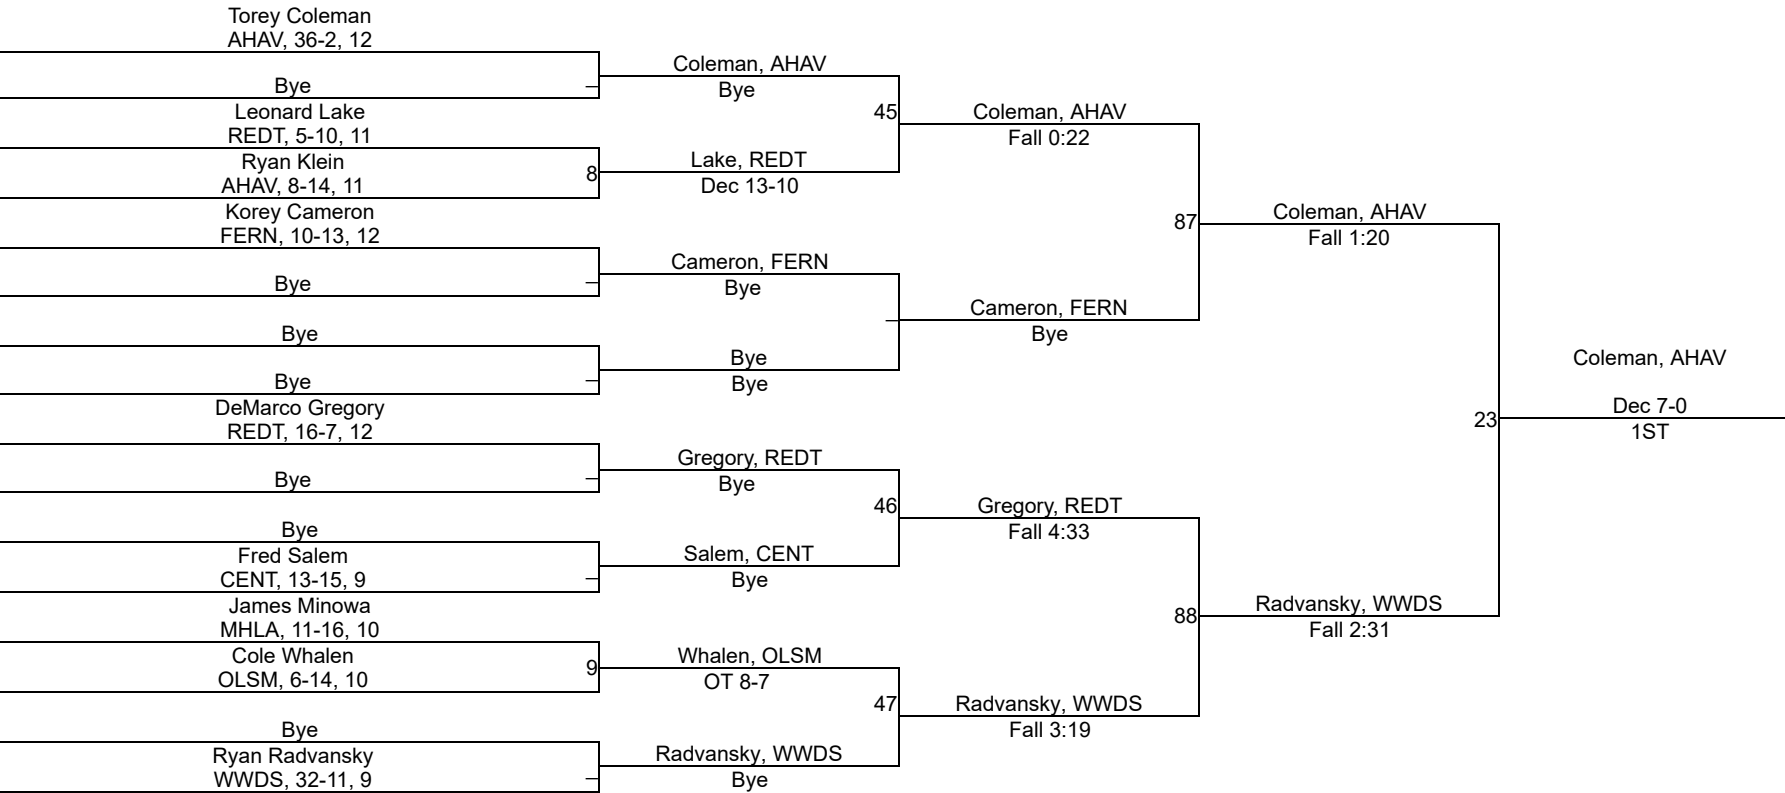 Torey Coleman
AHAV, 36-2, 12
Bye
Leonard Lake
REDT, 5-10, 11
Ryan Klein
AHAV, 8-14, 11
8
Korey Cameron
FERN, 10-13, 12
Bye
Bye
Bye
DeMarco Gregory
REDT, 16-7, 12
Bye
Bye
Fred Salem
CENT, 13-15, 9
James Minowa
MHLA, 11-16, 10
Cole Whalen
OLSM, 6-14, 10
9
Bye
Ryan Radvansky
WWDS, 32-11, 9
Coleman, AHAV
Bye
45
Lake, REDT
Dec 13-10
Cameron, FERN
Bye
Bye
Bye
Gregory, REDT
Bye
46
Salem, CENT
Bye
Whalen, OLSM
OT 8-7
47
Radvansky, WWDS
Bye
Coleman, AHAV
Fall 0:22
87
Cameron, FERN
Bye
Gregory, REDT
Fall 4:33
88
Radvansky, WWDS
Fall 3:19
Coleman, AHAV
Fall 1:20
23
Radvansky, WWDS
Fall 2:31
Coleman, AHAV
Dec 7-0
1ST